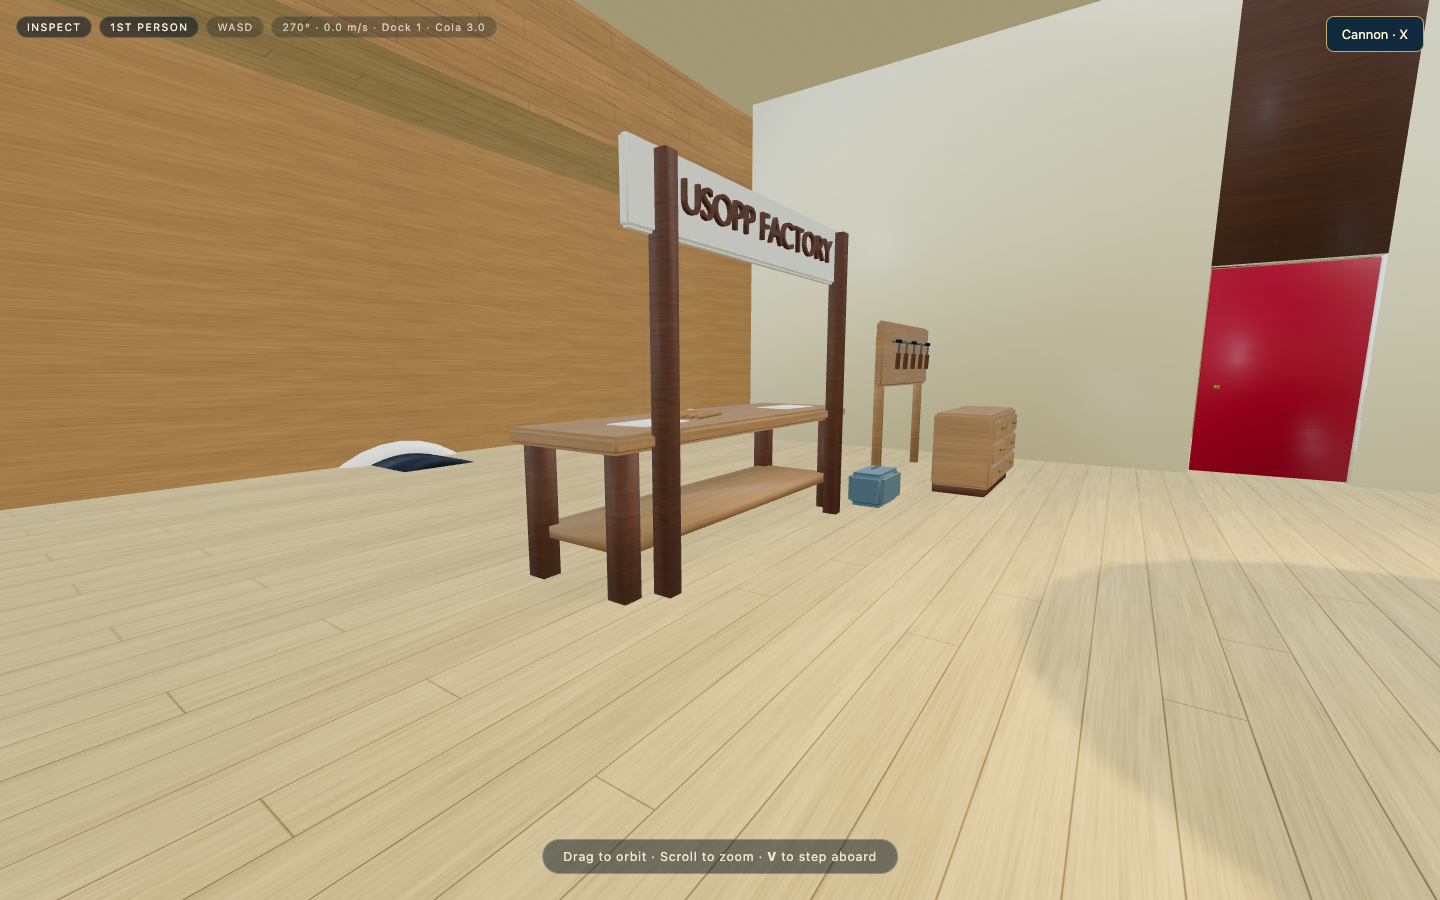 INSPECT
1ST PERSON
WASD
270° · 0.0 m/s · Dock 1 · Cola 3.0
Cannon · X
USOPP FACTORY
Drag to orbit · Scroll to zoom · V to step aboard